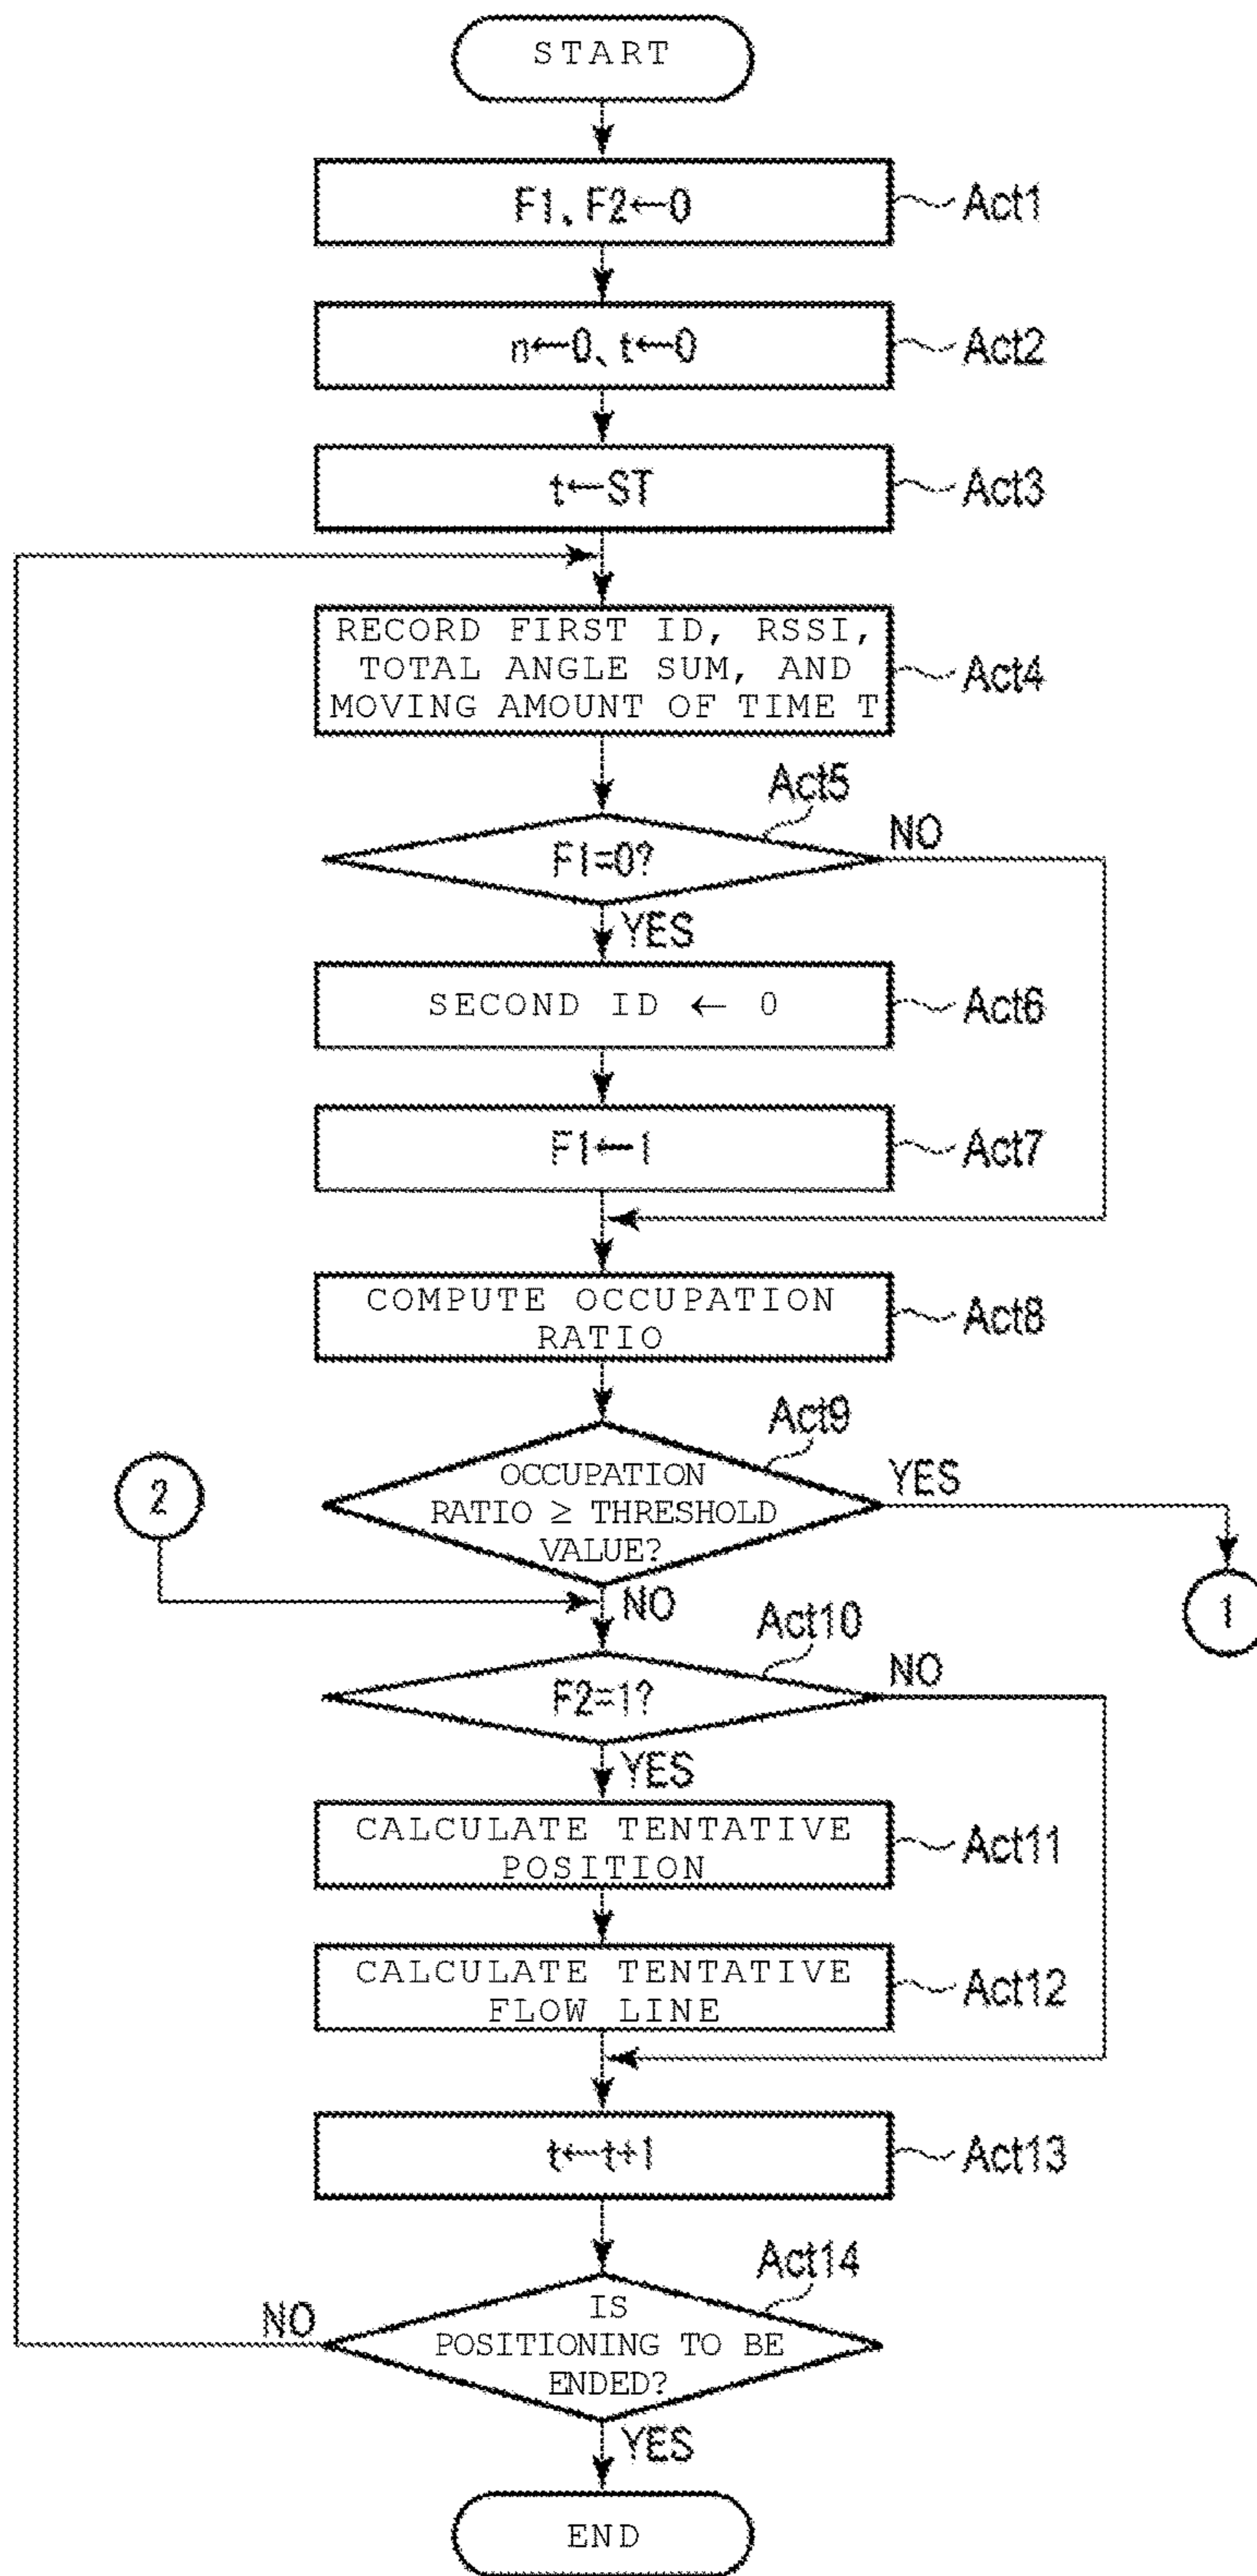 START
F1、F2←0
Act1
n←0、t←0
Act2
t←ST
Act3
RECORD FIRST ID, RSSI,
TOTAL ANGLE SUM, AND
MOVING AMOUNT OF TIME T
Act4
Act5
F1=0?
NO
YES
SECOND ID ← 0
Act6
F1←1
Act7
COMPUTE OCCUPATION
RATIO
Act8
Act9
OCCUPATION
RATIO ≥ THRESHOLD
VALUE?
YES
2
1
NO
Act10
F2=1?
NO
YES
CALCULATE TENTATIVE
POSITION
Act11
CALCULATE TENTATIVE
FLOW LINE
Act12
t←t+1
Act13
Act14
IS
POSITIONING TO BE
ENDED?
NO
YES
END